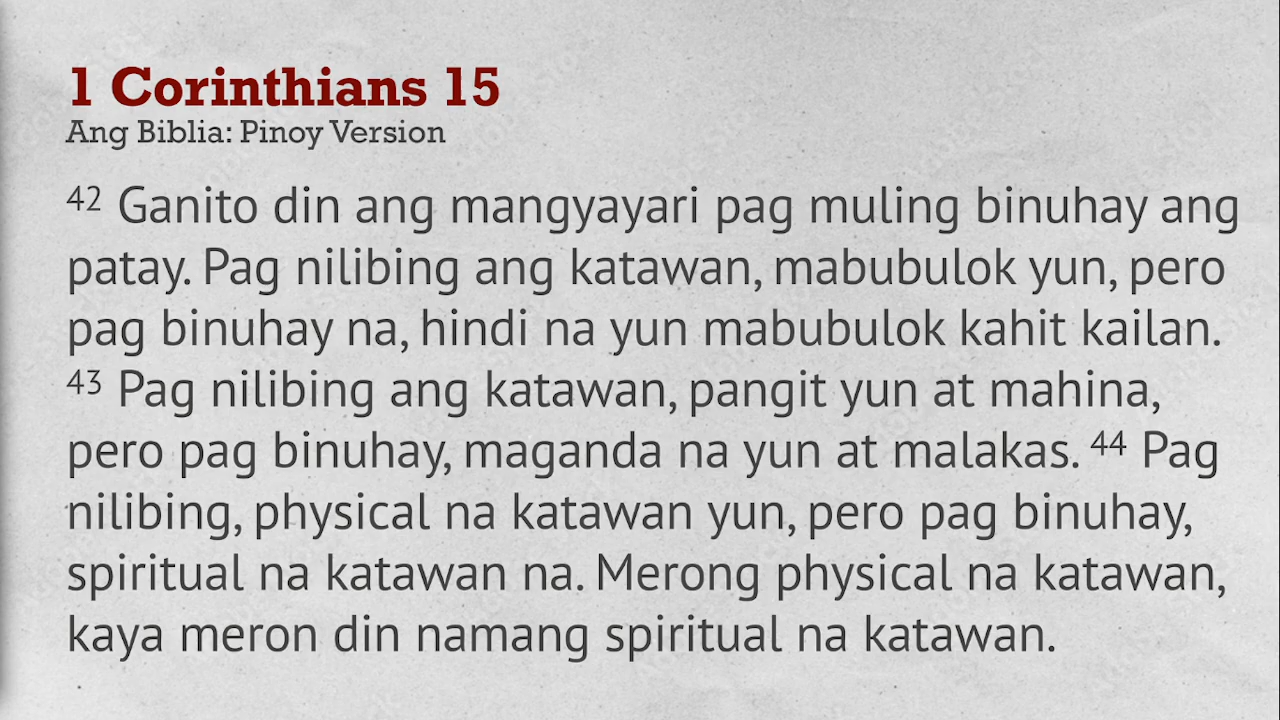 1 Corinthians 15
Ang Biblia: Pinoy Version
42 Ganito din ang mangyayari pag muling binuhay ang
patay. Pag nilibing ang katawan, mabubulok yun, pero
pag binuhay na, hindi na yun mabubulok kahit kailan.
43 Pag nilibing ang katawan, pangit yun at mahina,
pero pag binuhay, maganda na yun at malakas. 44 Pag
nilibing, physical na katawan yun, pero pag binuhay,
spiritual na katawan na. Merong physical na katawan,
kaya meron din namang spiritual na katawan.